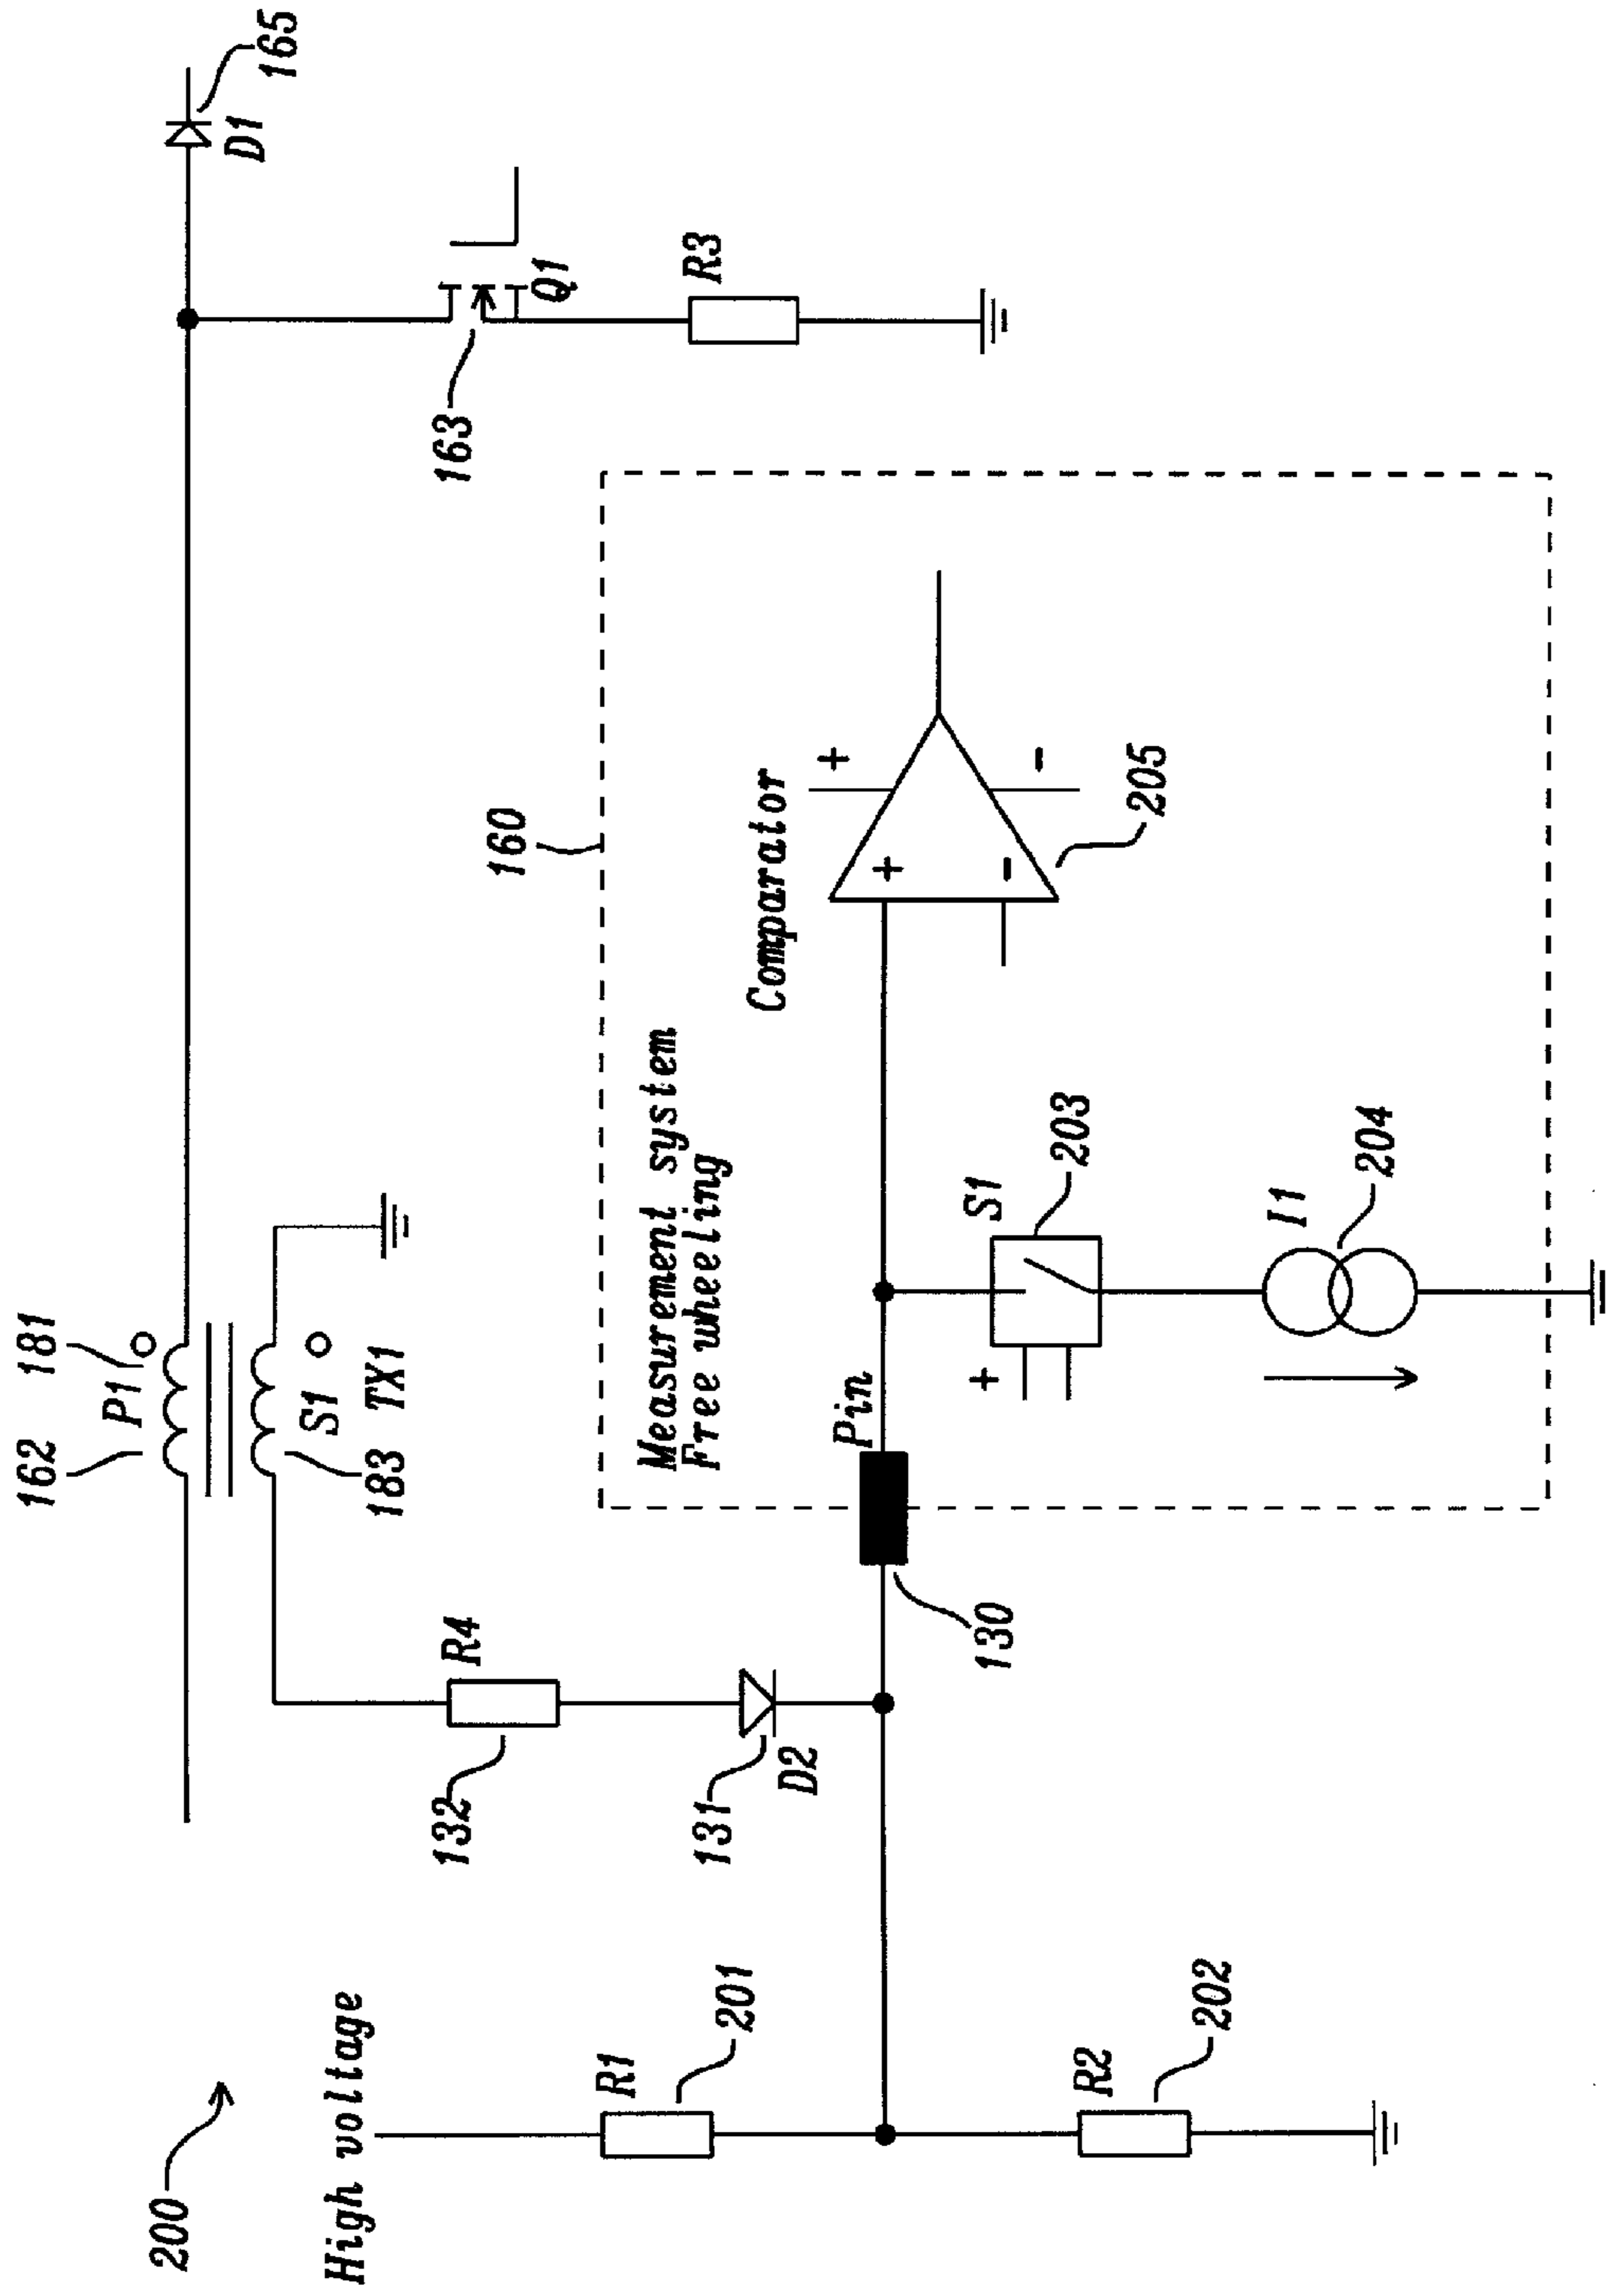 200
High voltage
R1
201
R2
202
162
181
P1
S1
183
TX1
132
R4
131
D2
130
Pin
Measurement system
Free wheeling
160
Comparator
+
-
+
-
205
S1
203
+
I1
204
163
Q1
R3
D1
165